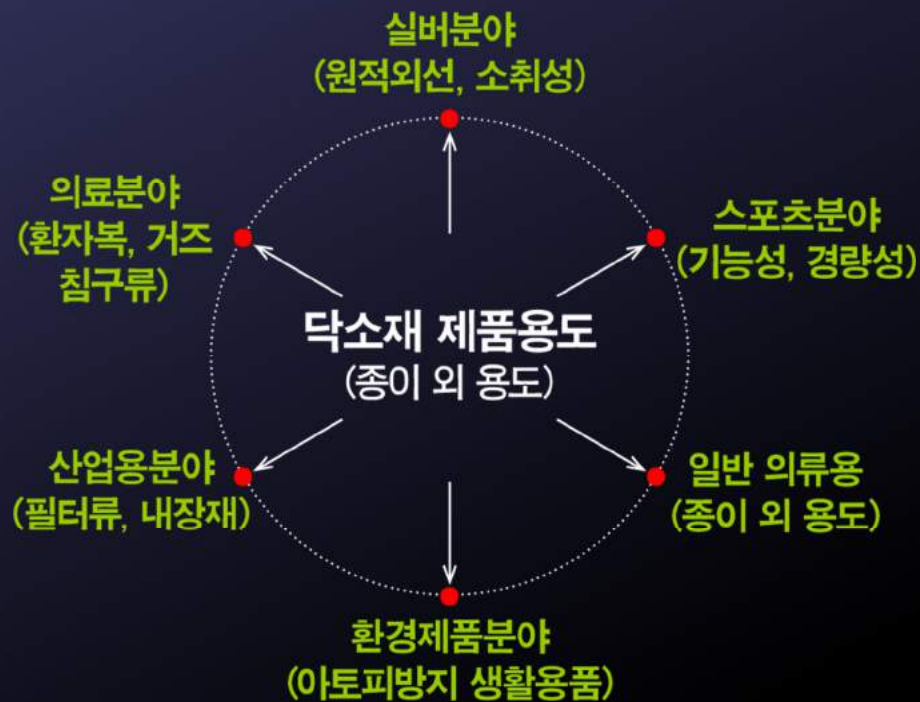 실버분야
(원적외선, 소취성)
의료분야
(환자복, 거즈
침구류)
스포츠분야
(기능성, 경량성)
닥소재 제품용도
(종이 외 용도)
산업용분야
(필터류, 내장재)
일반 의류용
(종이 외 용도)
환경제품분야
(아토피방지 생활용품)